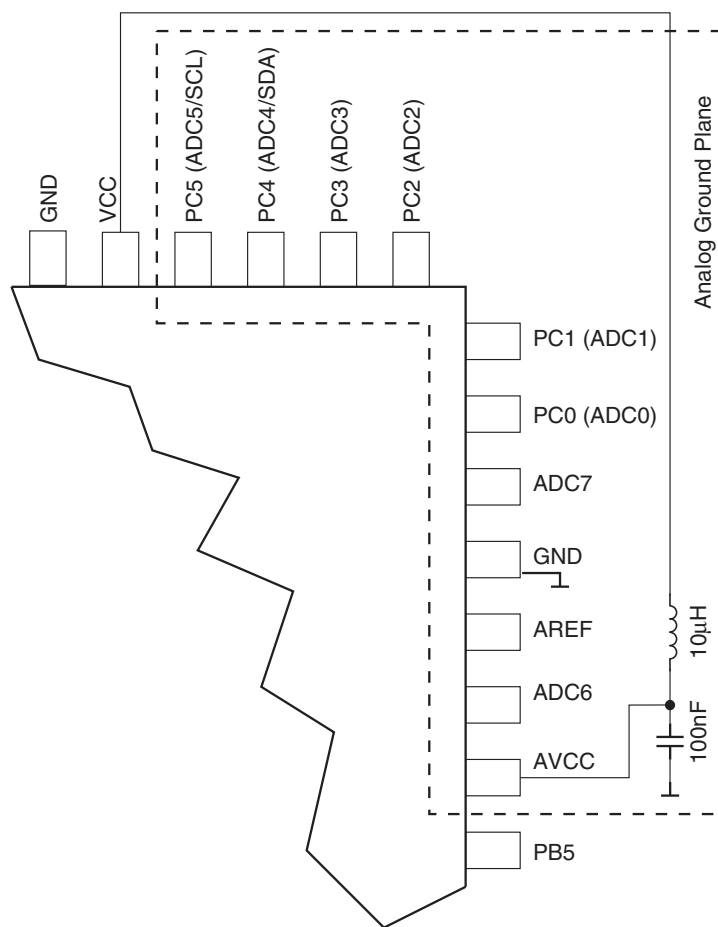 GND
VCC
PC5 (ADC5/SCL)
PC4 (ADC4/SDA)
PC3 (ADC3)
PC2 (ADC2)
Analog Ground Plane
PC1 (ADC1)
PC0 (ADC0)
ADC7
GND
AREF
ADC6
AVCC
PB5
10μH
100nF